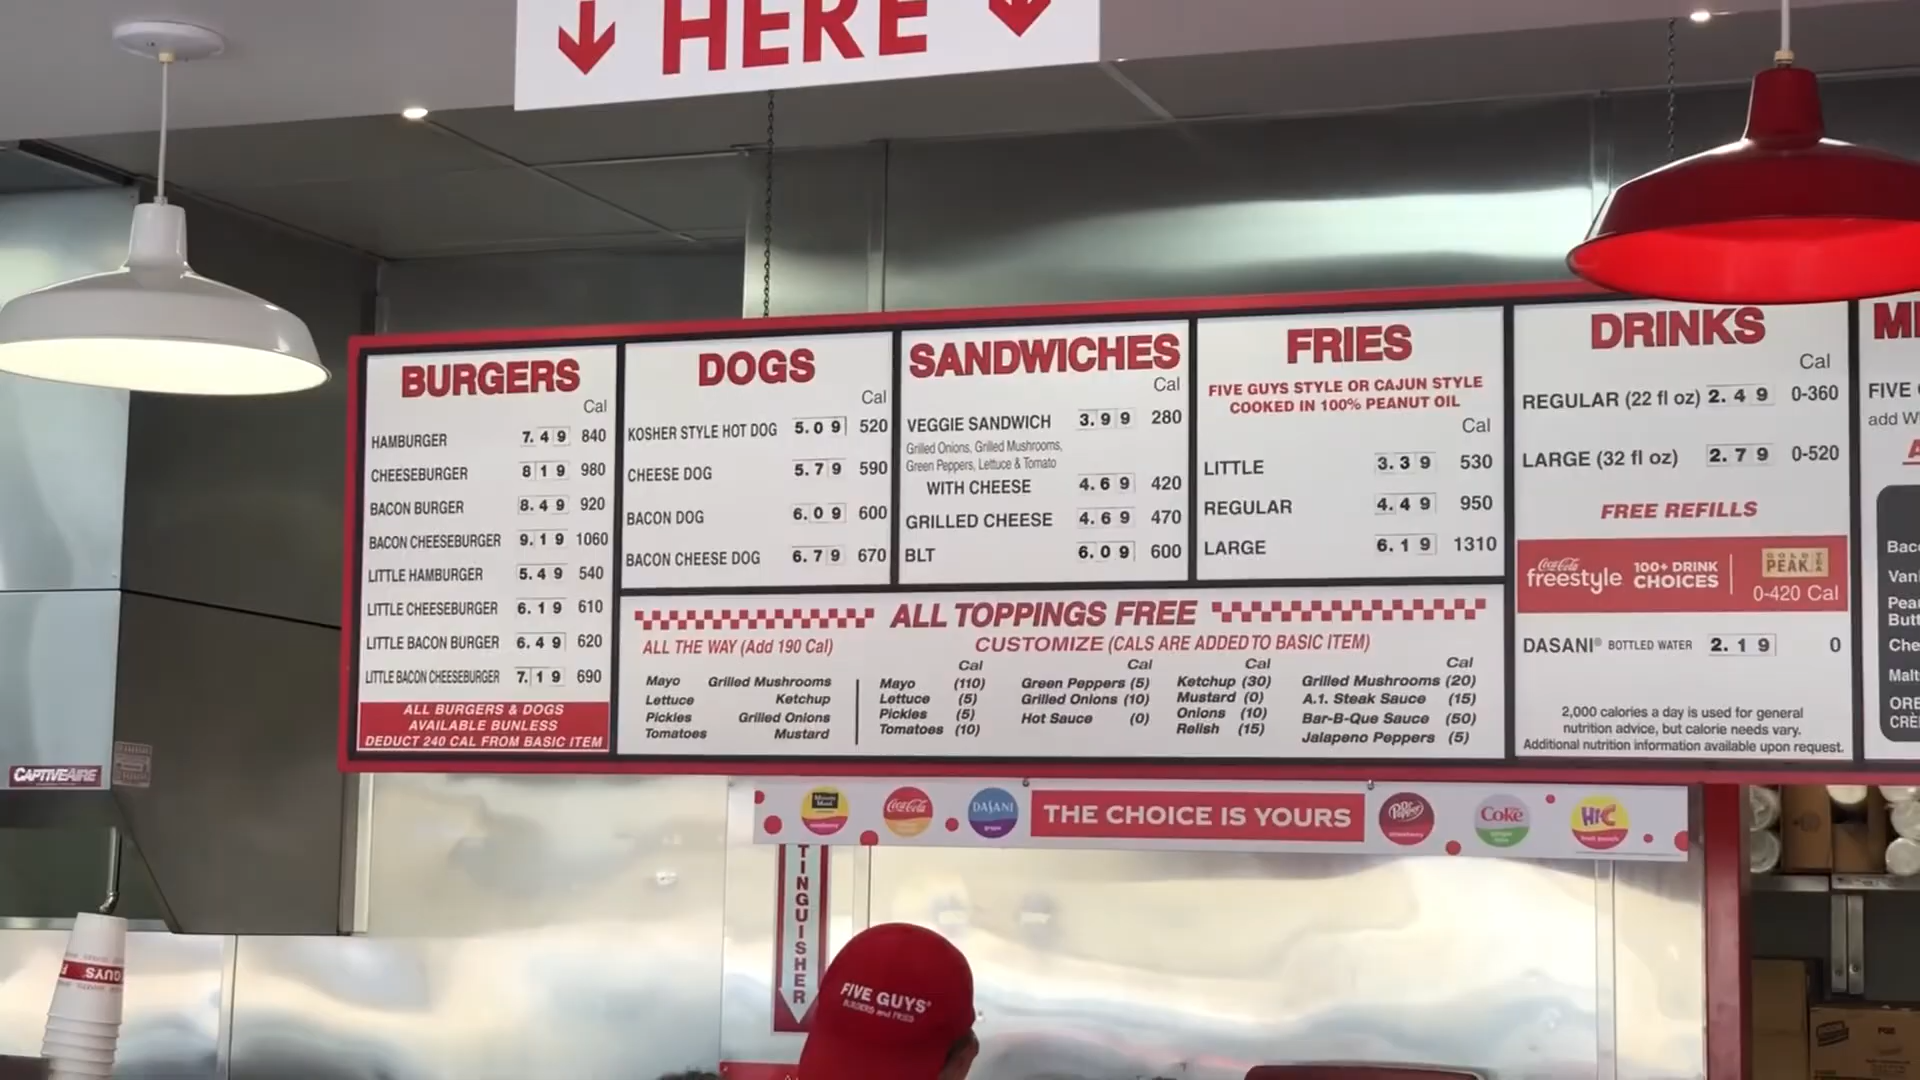 HERE
BURGERS
Cal
HAMBURGER 7.49 840
CHEESEBURGER 819 980
BACON BURGER 8.49 920
BACON CHEESEBURGER 9.19 1060
LITTLE HAMBURGER 5.49 540
LITTLE CHEESEBURGER 6.19 610
LITTLE BACON BURGER 6.49 620
LITTLE BACON CHEESEBURGER 7.19 690
ALL BURGERS & DOGS
AVAILABLE BUNLESS
DEDUCT 240 CAL FROM BASIC ITEM
DOGS
Cal
KOSHER STYLE HOT DOG 5.09 520
CHEESE DOG 5.79 590
BACON DOG 6.09 600
BACON CHEESE DOG 6.79 670
SANDWICHES
Cal
VEGGIE SANDWICH 3.99 280
Grilled Onions, Grilled Mushrooms,
Green Peppers, Lettuce & Tomato
WITH CHEESE 4.69 420
GRILLED CHEESE 4.69 470
BLT 6.09 600
FRIES
FIVE GUYS STYLE OR CAJUN STYLE
COOKED IN 100% PEANUT OIL
Cal
LITTLE 3.39 530
REGULAR 4.49 950
LARGE 6.19 1310
DRINKS
Cal
REGULAR (22 fl oz) 2.49 0-360
LARGE (32 fl oz) 2.79 0-520
FREE REFILLS
Coca-Cola
freestyle
100+ DRINK
CHOICES
GOLD PEAK TEA
0-420 Cal
DASANI® BOTTLED WATER 2.19 0
2,000 calories a day is used for general
nutrition advice, but calorie needs vary.
Additional nutrition information available upon request.
FIVE
add
ALL TOPPINGS FREE
ALL THE WAY (Add 190 Cal)
Mayo Grilled Mushrooms
Lettuce Ketchup
Pickles Grilled Onions
Tomatoes Mustard
CUSTOMIZE (CALS ARE ADDED TO BASIC ITEM)
Cal Cal Cal Cal
Mayo (110) Green Peppers (5) Ketchup (30) Grilled Mushrooms (20)
Lettuce (5) Grilled Onions (10) Mustard (0) A.1. Steak Sauce (15)
Pickles (5) Hot Sauce (0) Onions (10) Bar-B-Que Sauce (50)
Tomatoes (10) Relish (15) Jalapeno Peppers (5)
CAPTIVEAIRE
Minute Maid
Coca-Cola
DASANI
THE CHOICE IS YOURS
Dr Pepper
Coke
HI-C
TINGUISHER
FIVE GUYS®
BURGERS and FRIES
GUYS